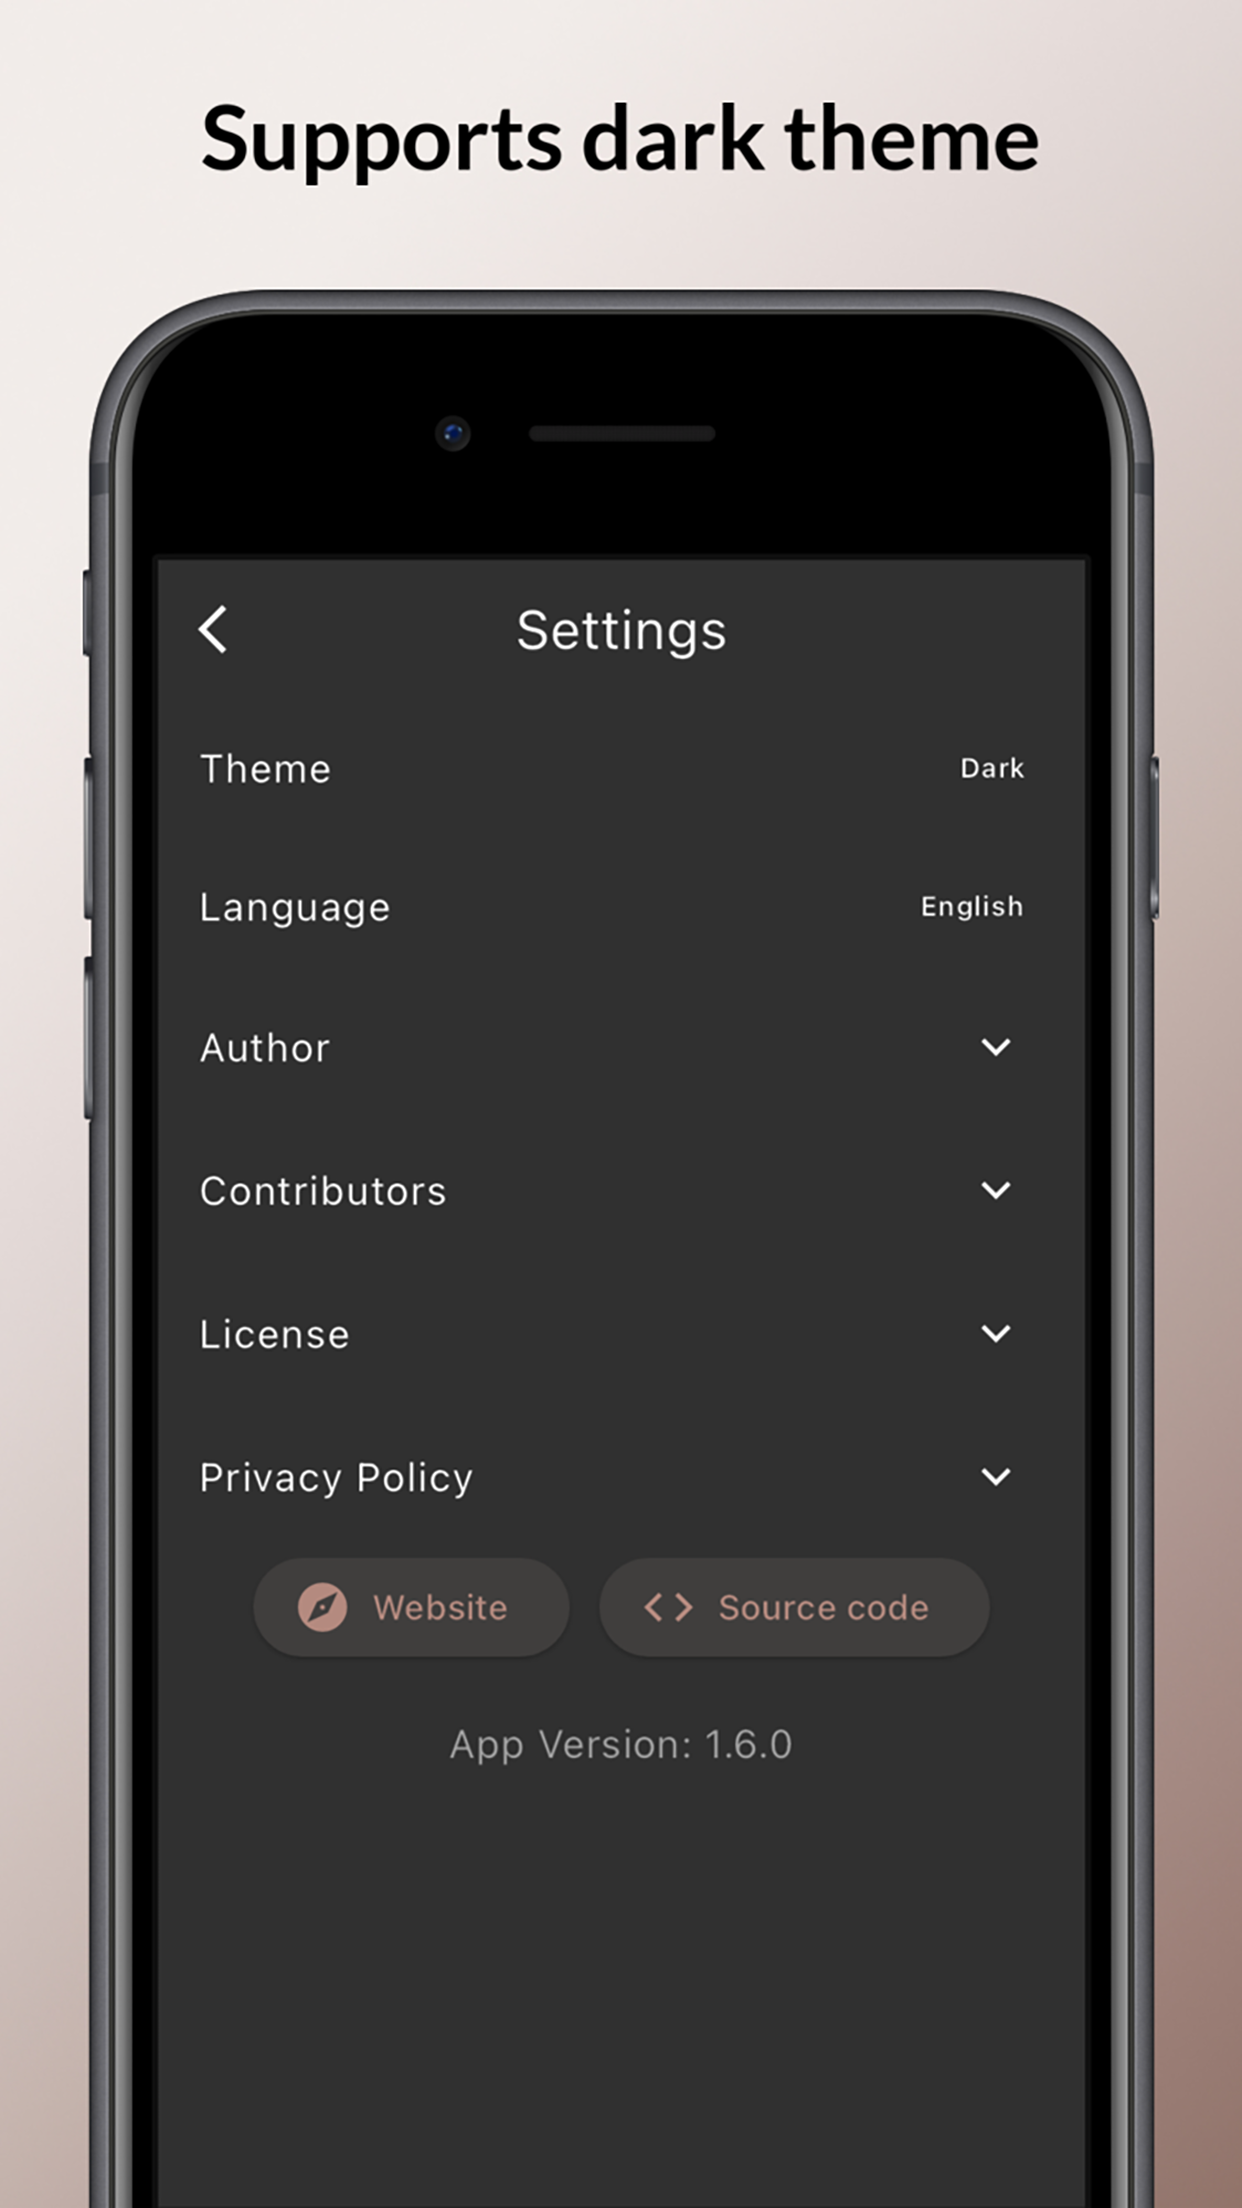 Supports dark theme
Settings
Theme Dark
Language English
Author
Contributors
License
Privacy Policy
Website Source code
App Version: 1.6.0